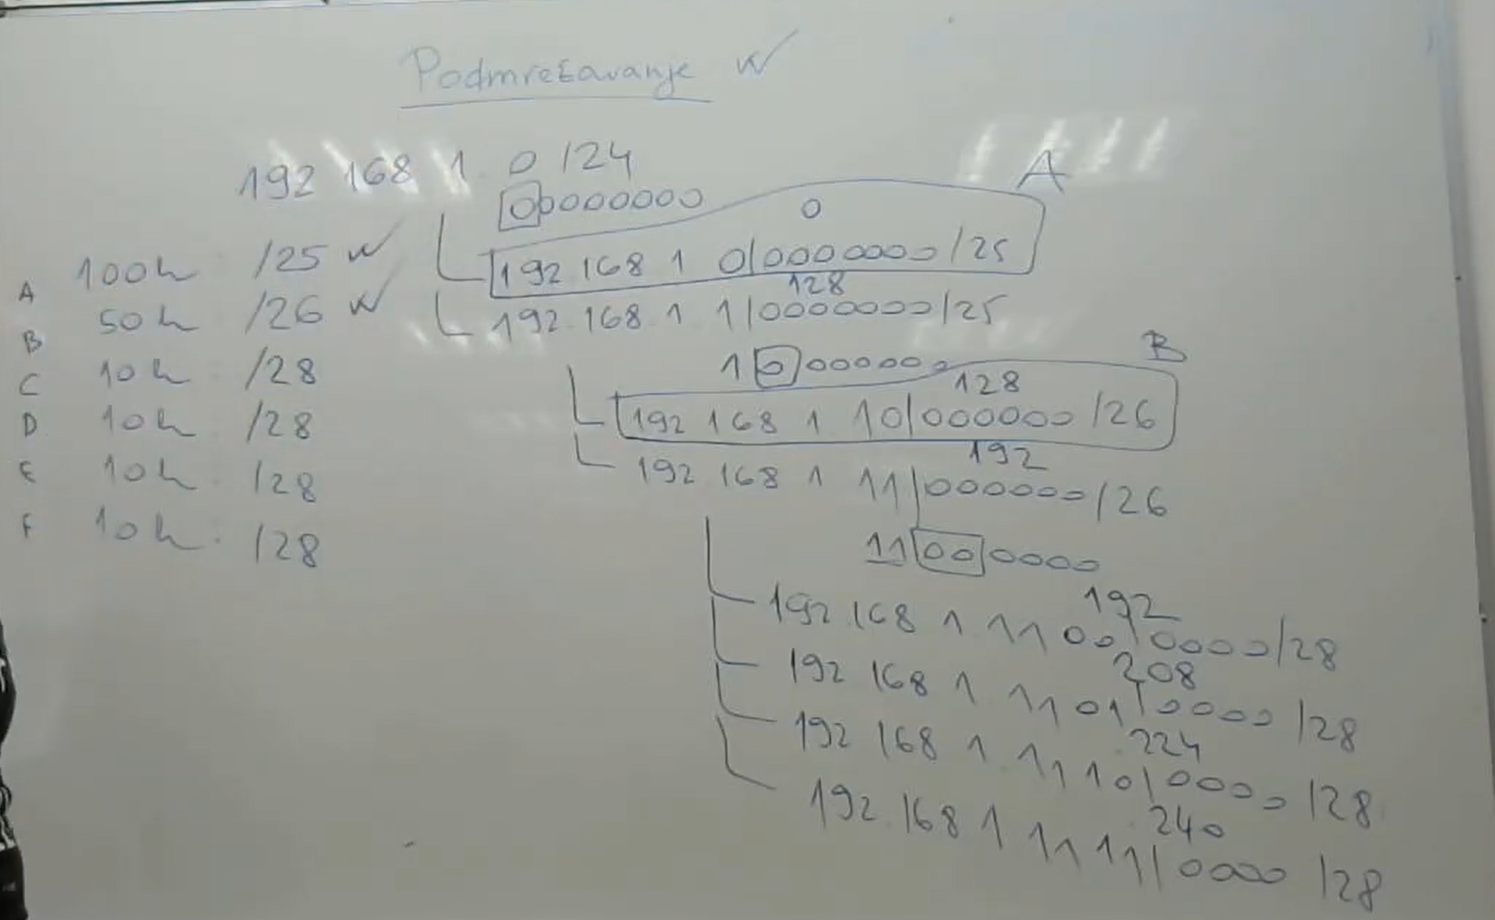 Podmrežavanje
192 168 1. 0 /24
00000000
A
0
192.168 1 0|0000000/25
128
192.168.1 1|0000000/25
A 100h /25
B 50h /26
C 10h : /28
D 10h /28
E 10h : /28
F 10h : /28
10000000
B
128
192 168 1. 10|000000 /26
192
192 168 1 11|000000/26
11000000
192
192.168 1 1100|0000/28
208
192 168 1 1101|0000 /28
224
192 168 1 1110|0000 /28
240
192.168 1 1111|0000 /28